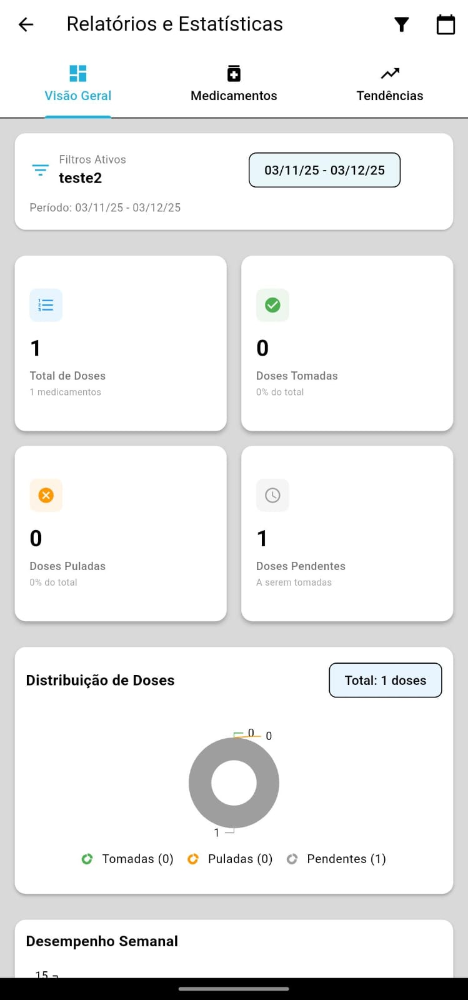 Relatórios e Estatísticas
Visão Geral
Medicamentos
Tendências
Filtros Ativos
teste2
03/11/25 - 03/12/25
Período: 03/11/25 - 03/12/25
1
Total de Doses
1 medicamentos
0
Doses Tomadas
0% do total
0
Doses Puladas
0% do total
1
Doses Pendentes
A serem tomadas
Distribuição de Doses
Total: 1 doses
0
0
1
Tomadas (0)
Puladas (0)
Pendentes (1)
Desempenho Semanal
15